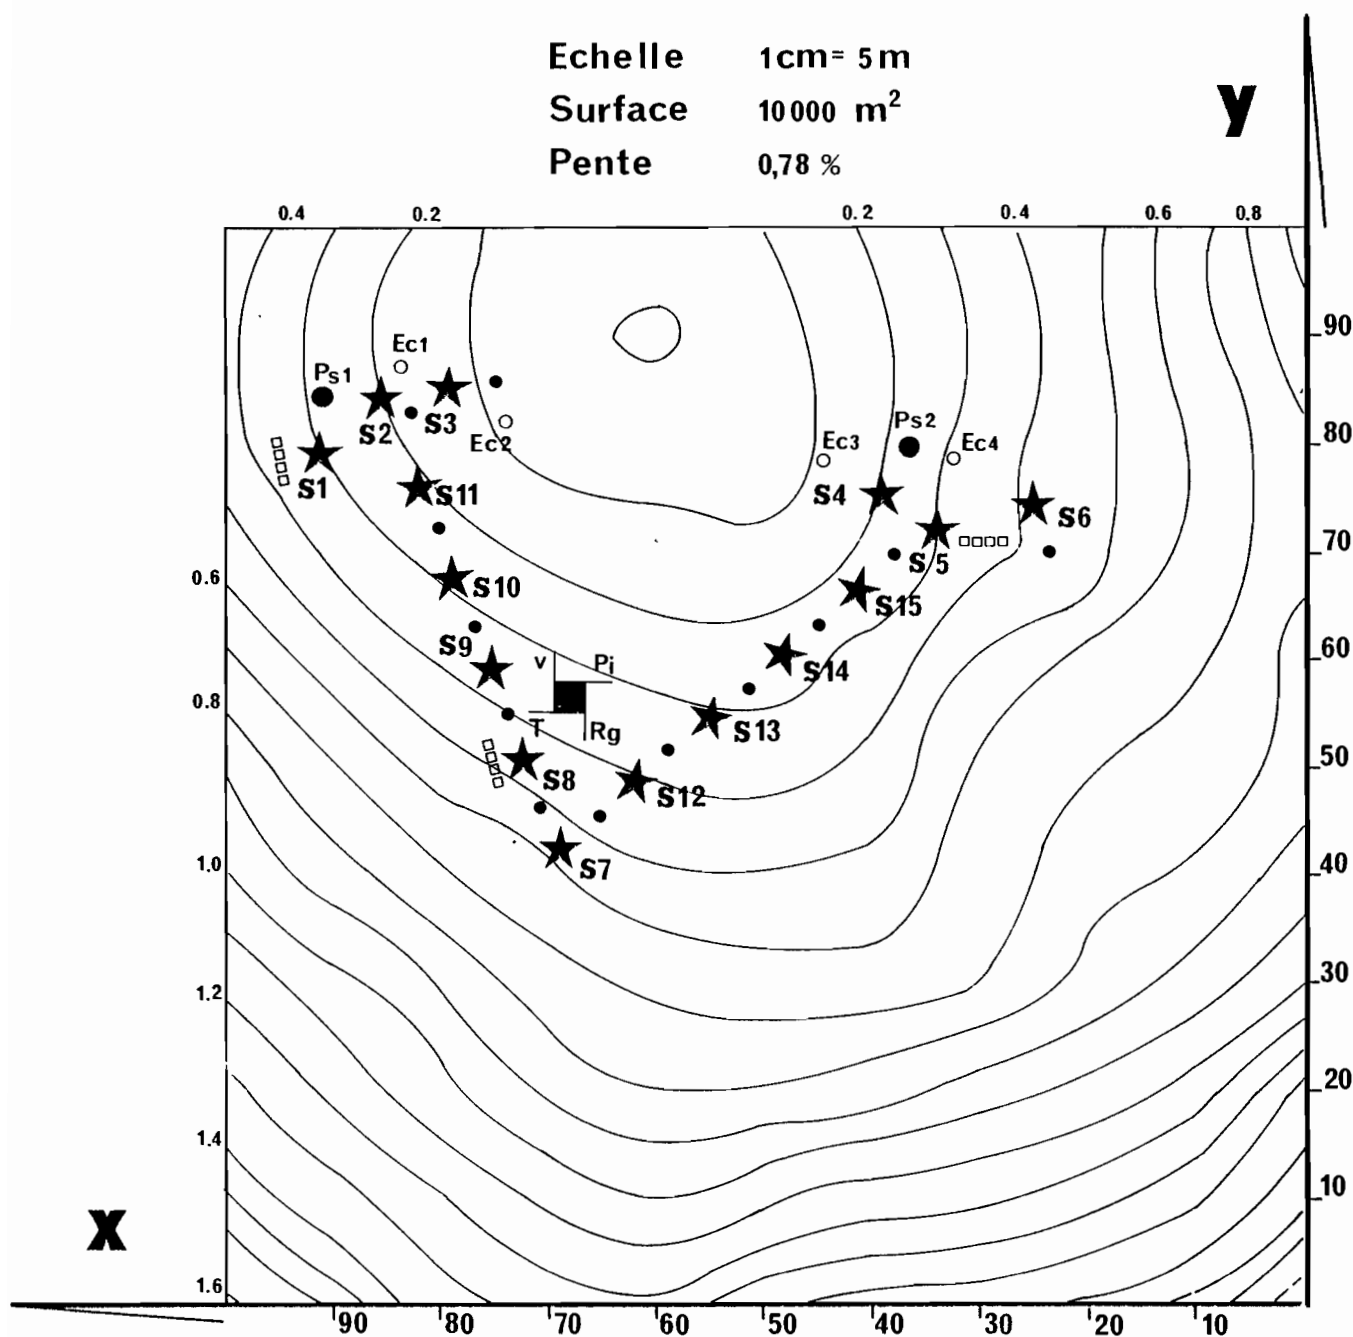 Echelle 1cm= 5m
Surface 10000 m²
Pente 0,78 %
y
0.4 0.2 0.2 0.4 0.6 0.8
90
Ec1
Ps1
S3
S2
Ec2
Ps2
Ec3 Ec4
80
S1 S11
S4
S6
S5
70
0.6
S10
S15
S9
60
V Pi
S14
0.8
T Rg
S13
50
S8
S12
1.0
S7
40
30
1.2
20
1.4
10
X
1.6
90 80 70 60 50 40 30 20 10